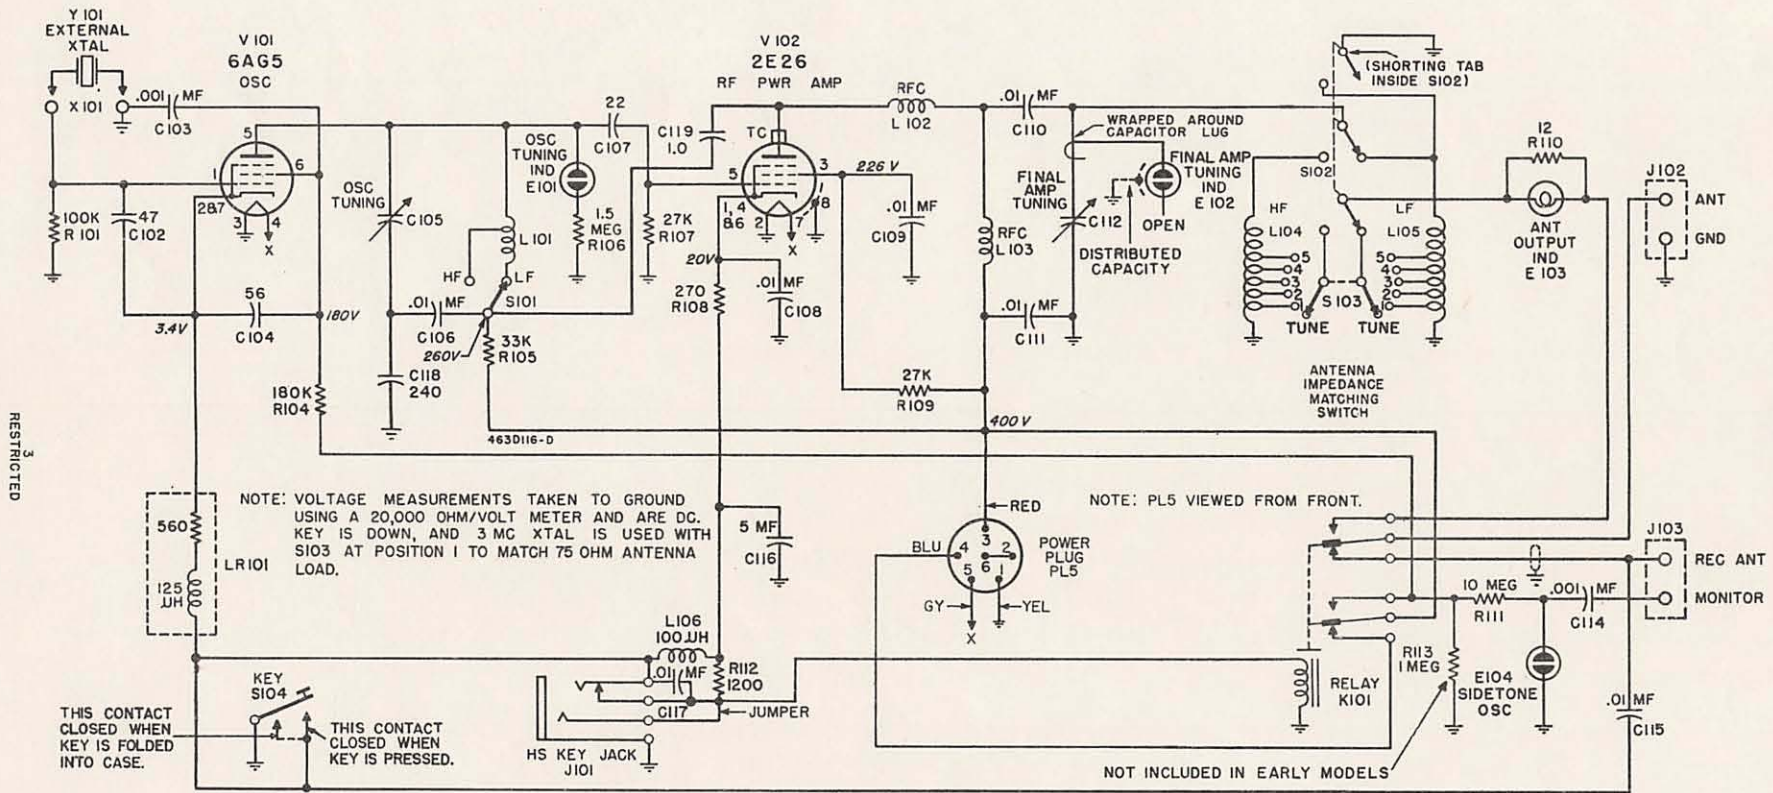 Y 101
EXTERNAL
XTAL
X 101
.001 MF
C103
V 101
6AG5
OSC
5
6
1
2&7
3
4
X
100K
R 101
47
C102
56
C104
3.4V
180V
180K
R104
OSC
TUNING
C105
.01 MF
C106
260V
C118
240
HF
LF
L101
S101
33K
R105
463D116-D
OSC
TUNING
IND
E101
1.5
MEG
R106
22
C107
27K
R107
C119
1.0
V 102
2E26
RF PWR AMP
TC
5
3
1, 4
8,6
2
7
8
X
20V
270
R108
.01 MF
C108
226 V
.01 MF
C109
27K
R109
RFC
L 102
RFC
L 103
.01 MF
C110
.01 MF
C111
400 V
WRAPPED AROUND
CAPACITOR LUG
FINAL
AMP
TUNING
C112
FINAL AMP
TUNING
IND
E 102
OPEN
DISTRIBUTED
CAPACITY
(SHORTING TAB
INSIDE S102)
S102
HF
L104
LF
L105
5
4
3
2
1
5
4
3
2
1
S103
TUNE
TUNE
ANTENNA
IMPEDANCE
MATCHING
SWITCH
12
R110
ANT
OUTPUT
IND
E 103
J102
ANT
GND
3
RESTRICTED
560
125
UH
LR101
NOTE: VOLTAGE MEASUREMENTS TAKEN TO GROUND
USING A 20,000 OHM/VOLT METER AND ARE DC.
KEY IS DOWN, AND 3 MC XTAL IS USED WITH
S103 AT POSITION 1 TO MATCH 75 OHM ANTENNA
LOAD.
5 MF
C116
L106
100UH
.01 MF
C117
R112
1200
JUMPER
HS KEY JACK
J101
KEY
S104
THIS CONTACT
CLOSED WHEN
KEY IS FOLDED
INTO CASE.
THIS CONTACT
CLOSED WHEN
KEY IS PRESSED.
RED
BLU
3
4
2
6
5
1
GY
YEL
X
POWER
PLUG
PL5
NOTE: PL5 VIEWED FROM FRONT.
RELAY
K101
R113
1 MEG
10 MEG
R111
.001 MF
C114
E104
SIDETONE
OSC
J103
REC ANT
MONITOR
.01 MF
C115
NOT INCLUDED IN EARLY MODELS